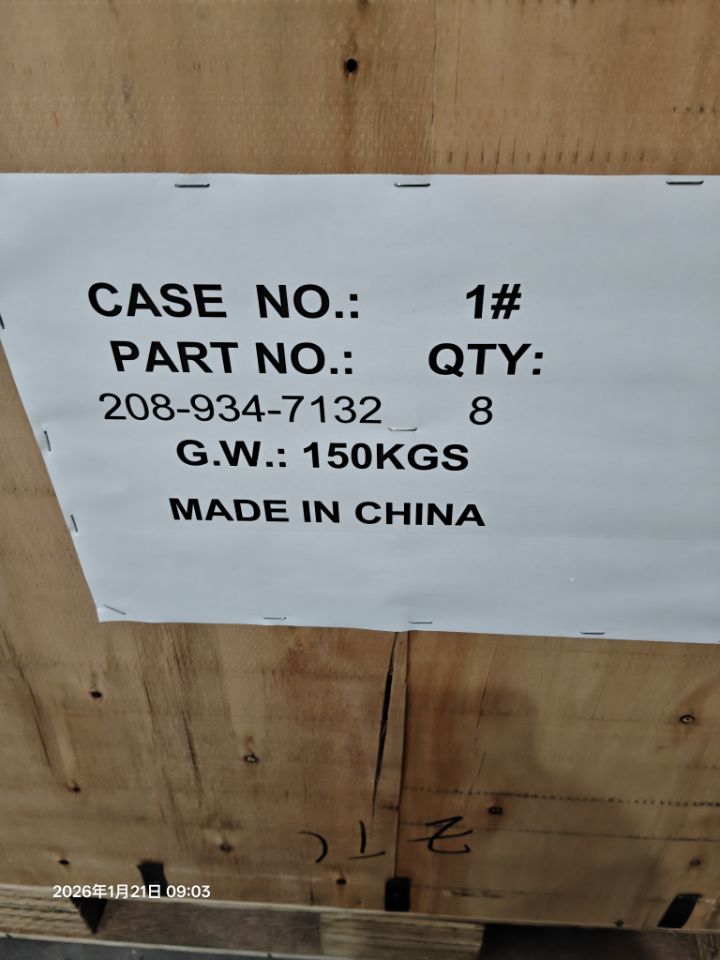 CASE NO.: 1#
PART NO.: QTY:
208-934-7132 8
G.W.: 150KGS
MADE IN CHINA
2026年1月21日 09:03